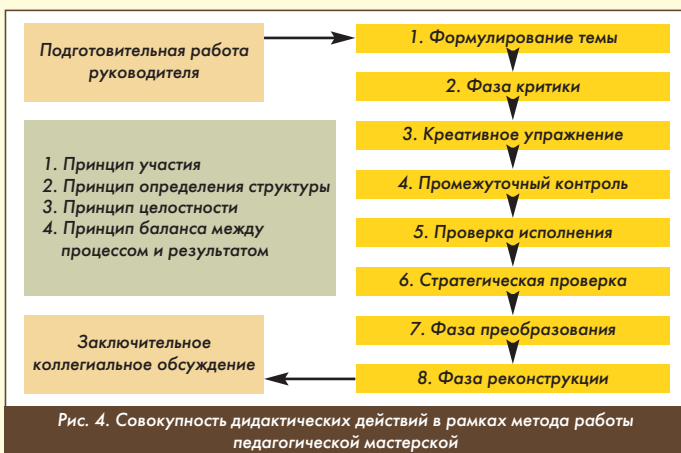 Подготовительная работа
руководителя
1. Формулирование темы
2. Фаза критики
3. Креативное упражнение
4. Промежуточный контроль
5. Проверка исполнения
6. Стратегическая проверка
7. Фаза преобразования
8. Фаза реконструкции
1. Принцип участия
2. Принцип определения структуры
3. Принцип целостности
4. Принцип баланса между
процессом и результатом
Заключительное
коллегиальное обсуждение
Рис. 4. Совокупность дидактических действий в рамках метода работы
педагогической мастерской